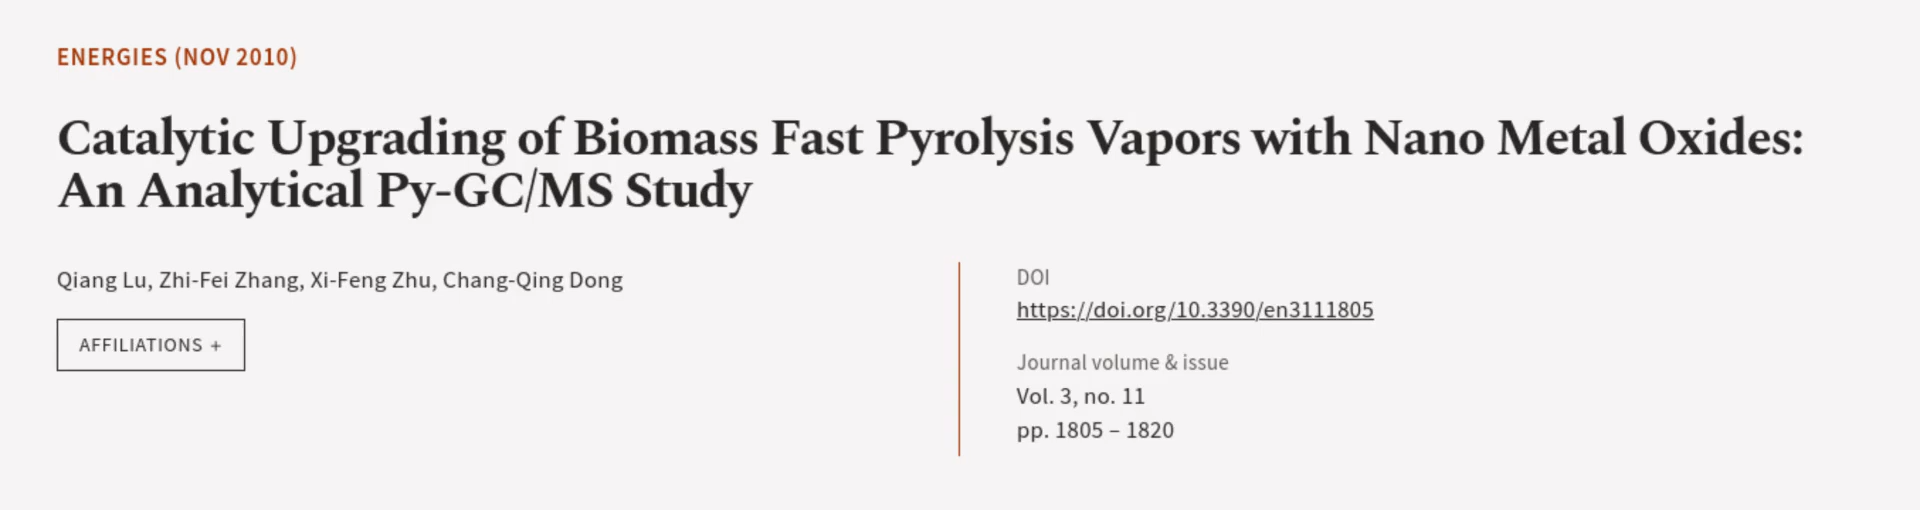 ENERGIES (NOV 2010)
Catalytic Upgrading of Biomass Fast Pyrolysis Vapors with Nano Metal Oxides:
An Analytical Py-GC/MS Study
Qiang Lu, Zhi-Fei Zhang, Xi-Feng Zhu, Chang-Qing Dong
AFFILIATIONS +
DOI
https://doi.org/10.3390/en3111805
Journal volume & issue
Vol. 3, no. 11
pp. 1805 – 1820